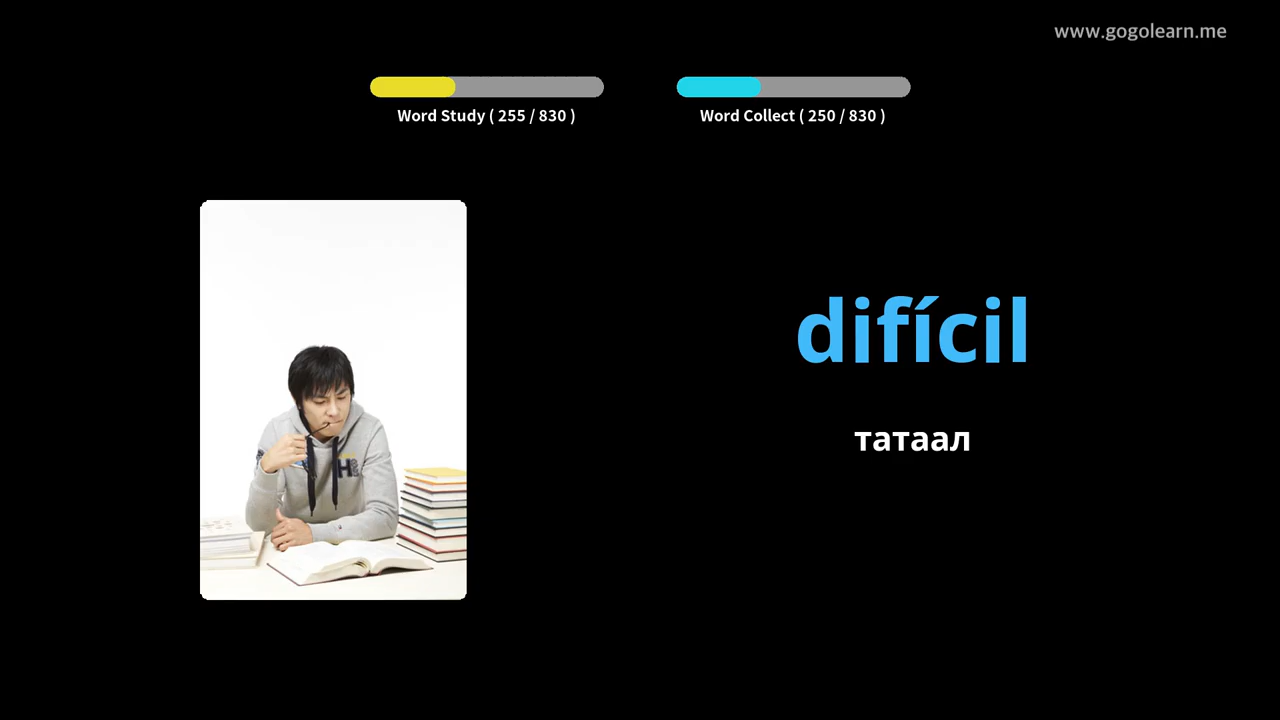 www.gogolearn.me
Word Study ( 255 / 830 )
Word Collect ( 250 / 830 )
difícil
татаал
H